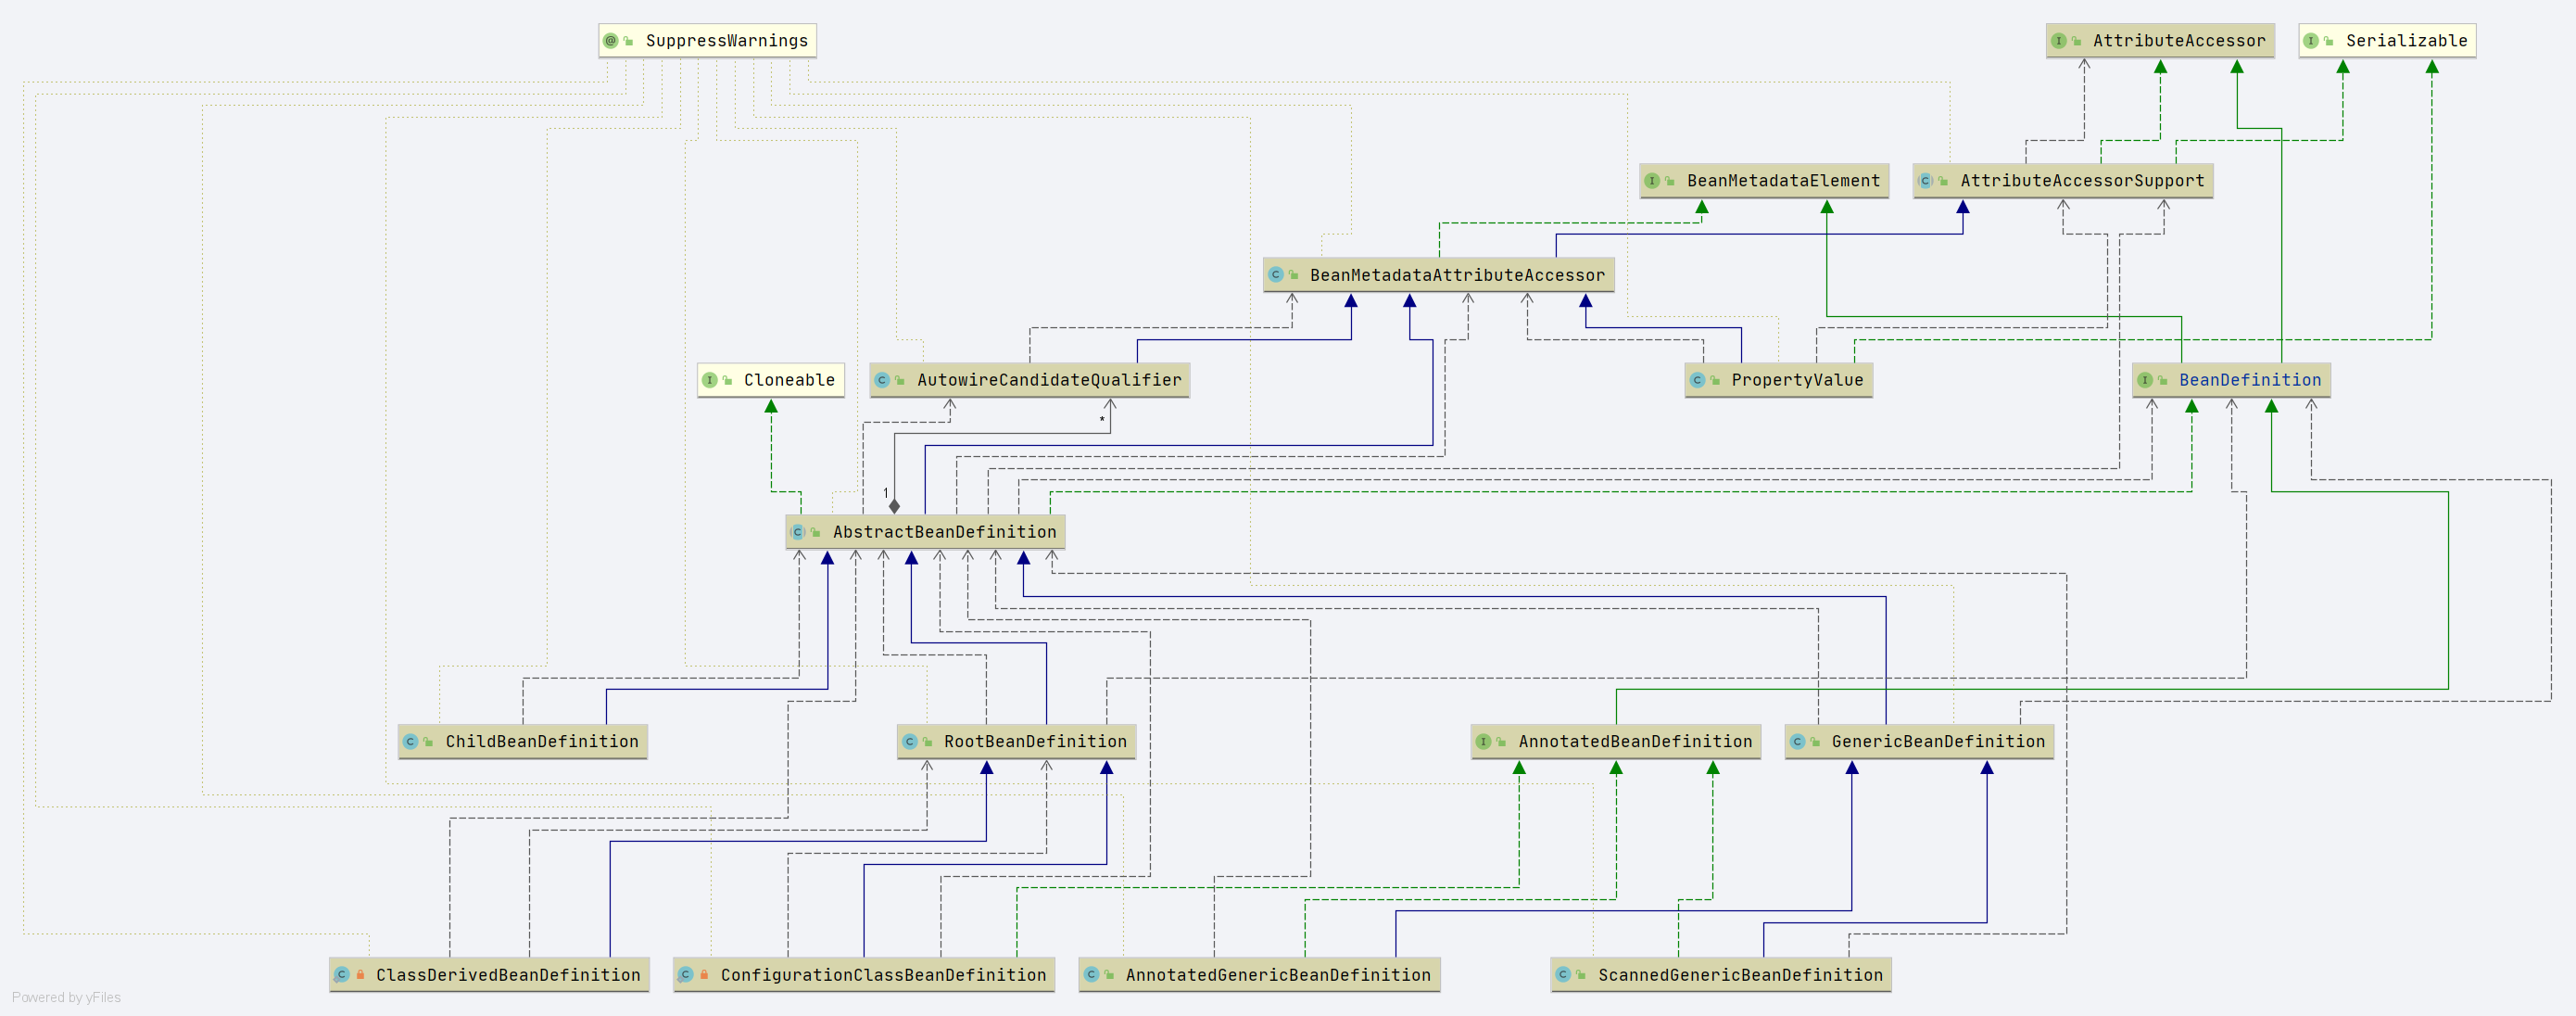 SuppressWarnings
AttributeAccessor
Serializable
BeanMetadataElement
AttributeAccessorSupport
BeanMetadataAttributeAccessor
Cloneable
AutowireCandidateQualifier
PropertyValue
BeanDefinition
*
1
AbstractBeanDefinition
ChildBeanDefinition
RootBeanDefinition
AnnotatedBeanDefinition
GenericBeanDefinition
ClassDerivedBeanDefinition
ConfigurationClassBeanDefinition
AnnotatedGenericBeanDefinition
ScannedGenericBeanDefinition
Powered by yFiles